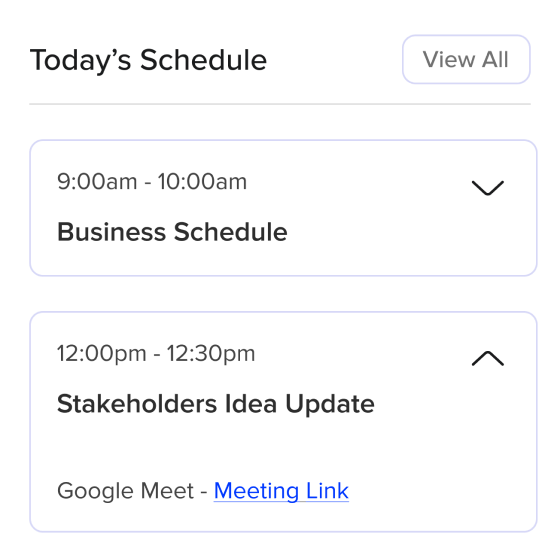 Today’s Schedule
View All
9:00am - 10:00am
Business Schedule
12:00pm - 12:30pm
Stakeholders Idea Update
Google Meet - Meeting Link